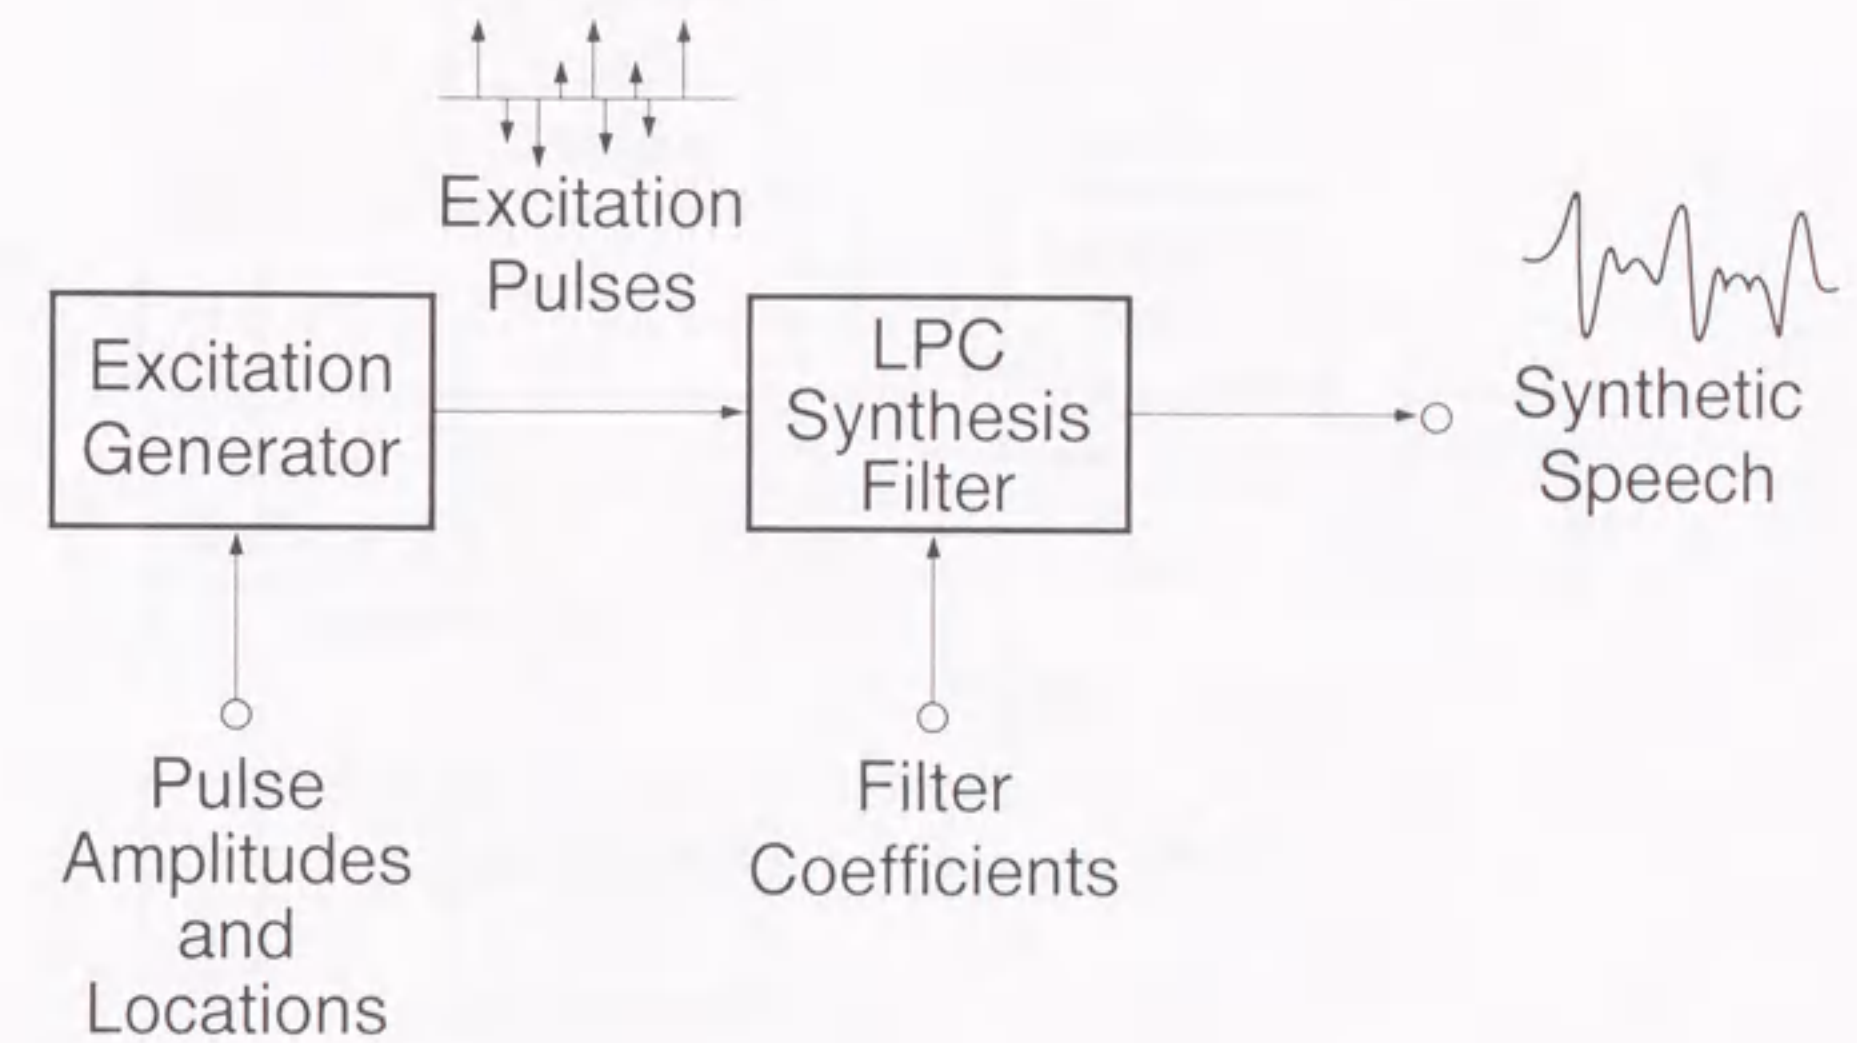 Excitation
Pulses
Excitation
Generator
LPC
Synthesis
Filter
Synthetic
Speech
Pulse
Amplitudes
and
Locations
Filter
Coefficients